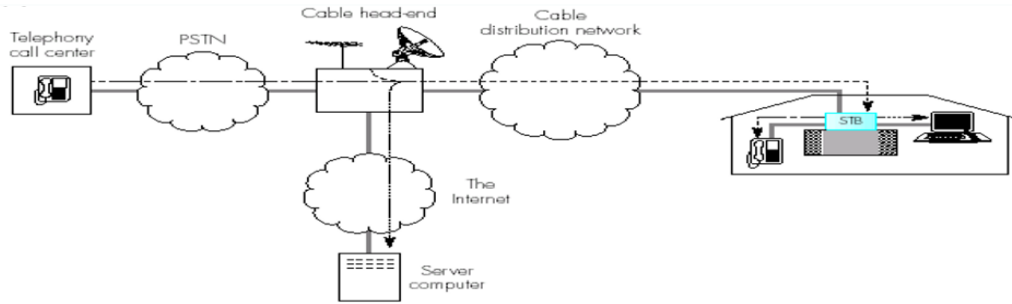 Cable head-end
Cable
distribution network
Telephony
call center
PSTN
STB
The
Internet
Server
computer